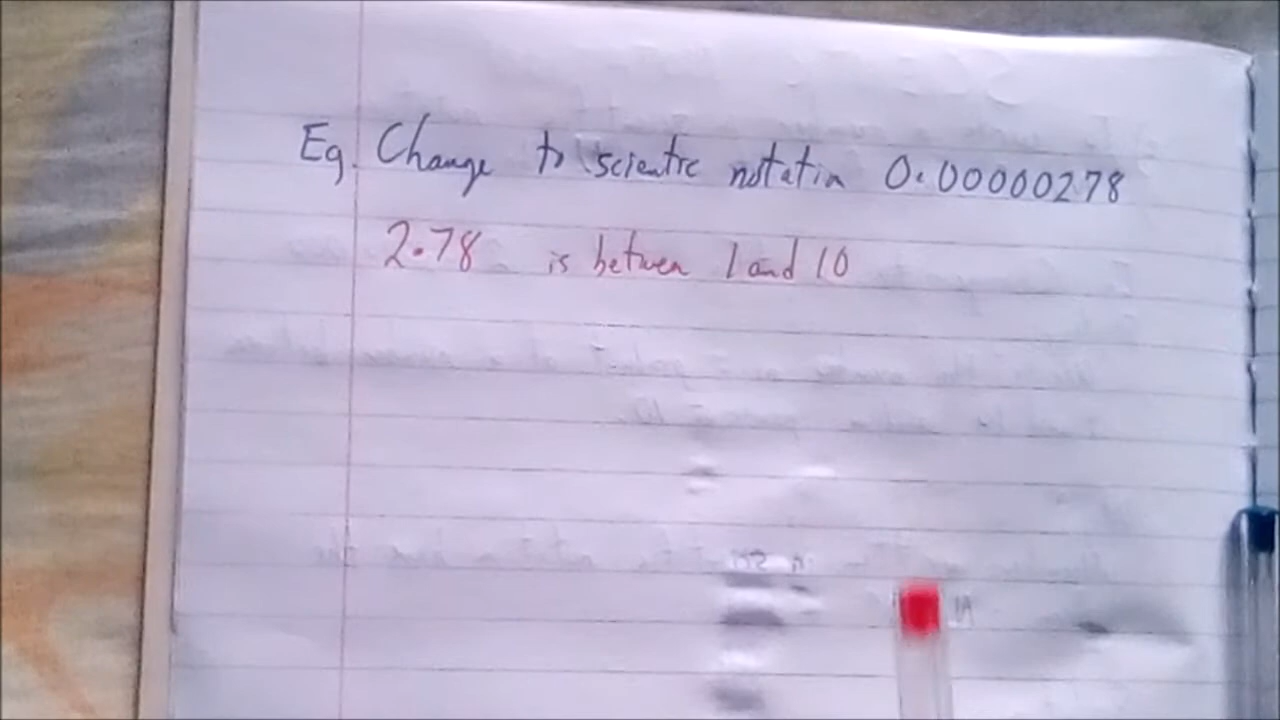 Eg. Change to scientic notation 0.00000278
2.78 is between 1 and 10